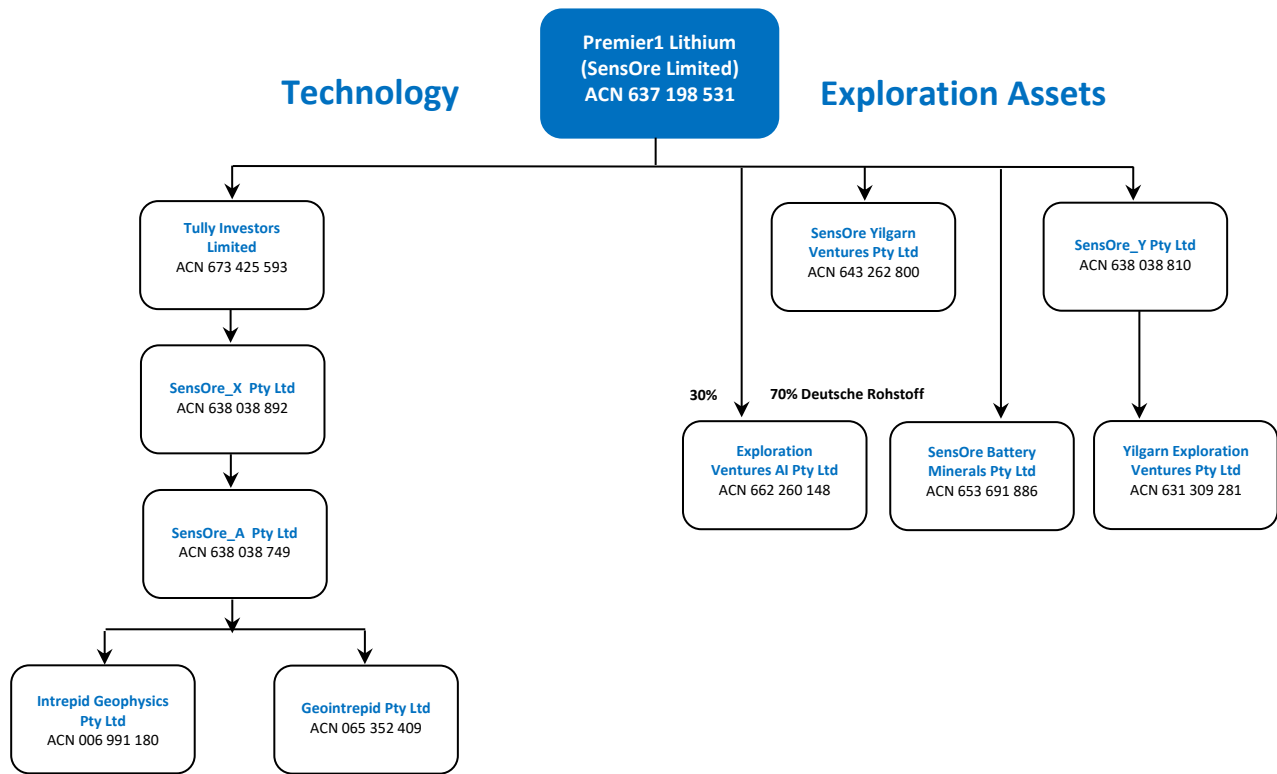 Premier1 Lithium
(SensOre Limited)
ACN 637 198 531
Technology
Exploration Assets
Tully Investors
Limited
ACN 673 425 593
SensOre Yilgarn
Ventures Pty Ltd
ACN 643 262 800
SensOre_Y Pty Ltd
ACN 638 038 810
SensOre_X Pty Ltd
ACN 638 038 892
30%
70% Deutsche Rohstoff
Exploration
Ventures AI Pty Ltd
ACN 662 260 148
SensOre Battery
Minerals Pty Ltd
ACN 653 691 886
Yilgarn Exploration
Ventures Pty Ltd
ACN 631 309 281
SensOre_A Pty Ltd
ACN 638 038 749
Intrepid Geophysics
Pty Ltd
ACN 006 991 180
Geointrepid Pty Ltd
ACN 065 352 409